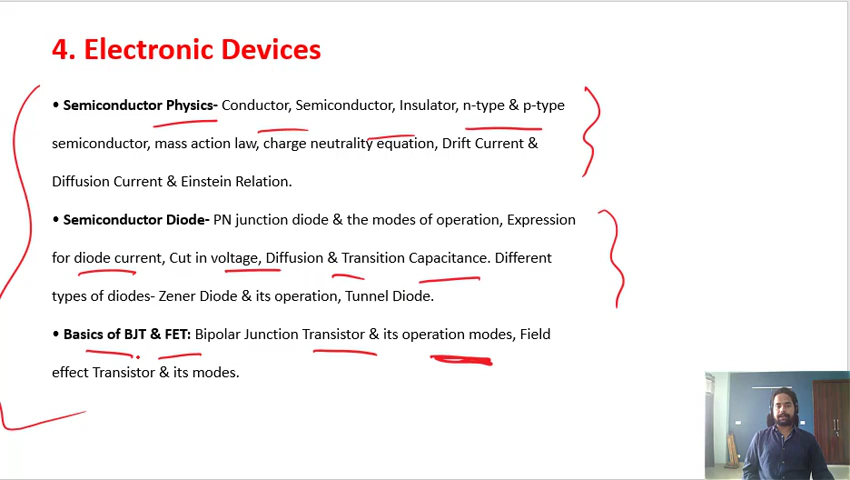 4. Electronic Devices
• Semiconductor Physics- Conductor, Semiconductor, Insulator, n-type & p-type
semiconductor, mass action law, charge neutrality equation, Drift Current &
Diffusion Current & Einstein Relation.
• Semiconductor Diode- PN junction diode & the modes of operation, Expression
for diode current, Cut in voltage, Diffusion & Transition Capacitance. Different
types of diodes- Zener Diode & its operation, Tunnel Diode.
• Basics of BJT & FET: Bipolar Junction Transistor & its operation modes, Field
effect Transistor & its modes.